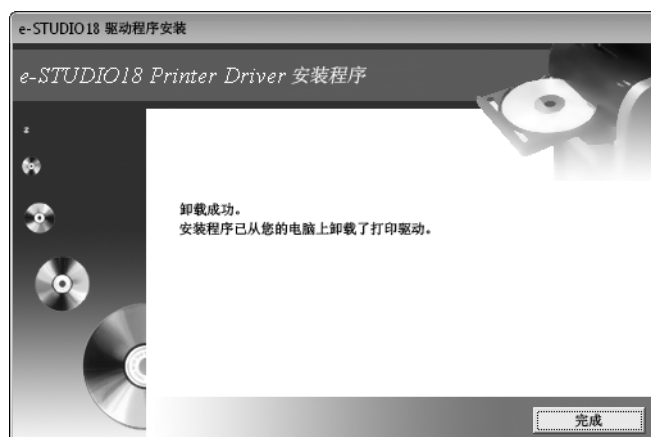 e-STUDIO18 驱动程序安装
e-STUDIO18 Printer Driver 安装程序
卸载成功。
安装程序已从您的电脑上卸载了打印驱动。
完成